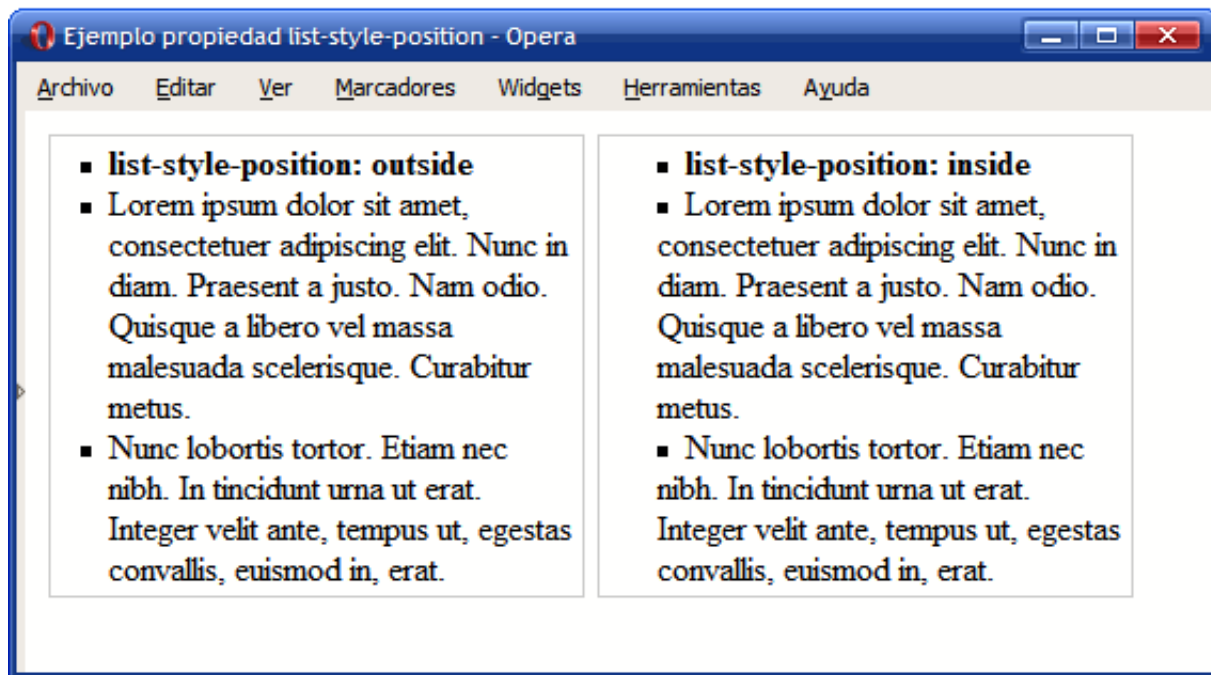 Ejemplo propiedad list-style-position - Opera
Archivo Editar Ver Marcadores Widgets Herramientas Ayuda
list-style-position: outside
Lorem ipsum dolor sit amet,
consectetuer adipiscing elit. Nunc in
diam. Praesent a justo. Nam odio.
Quisque a libero vel massa
malesuada scelerisque. Curabitur
metus.
Nunc lobortis tortor. Etiam nec
nibh. In tincidunt urna ut erat.
Integer velit ante, tempus ut, egestas
convallis, euismod in, erat.
list-style-position: inside
Lorem ipsum dolor sit amet,
consectetuer adipiscing elit. Nunc in
diam. Praesent a justo. Nam odio.
Quisque a libero vel massa
malesuada scelerisque. Curabitur
metus.
Nunc lobortis tortor. Etiam nec
nibh. In tincidunt urna ut erat.
Integer velit ante, tempus ut, egestas
convallis, euismod in, erat.